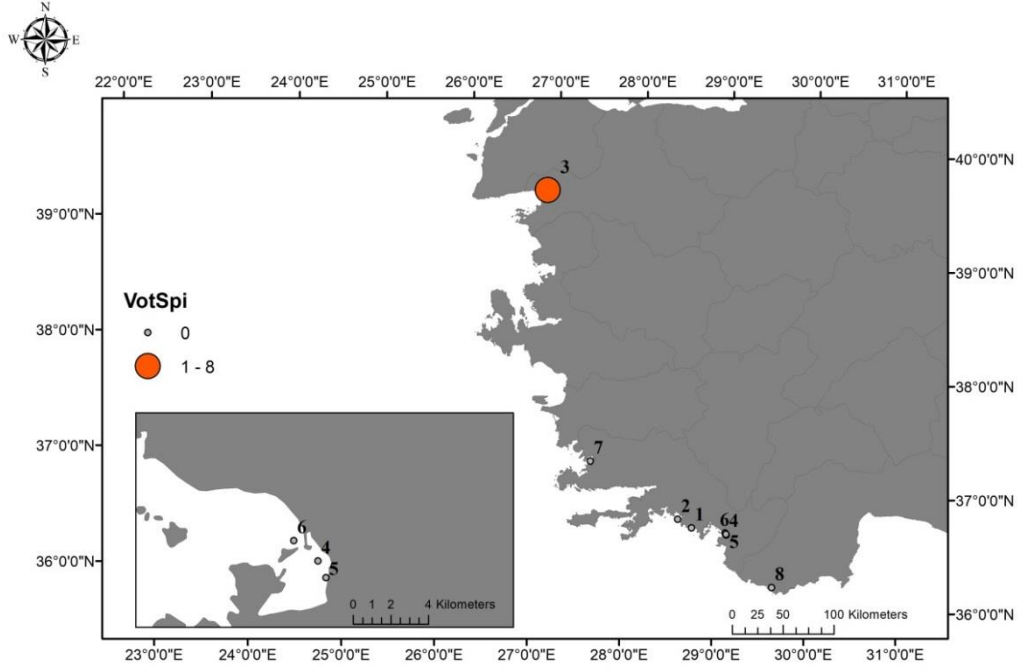 N
W E
S
22°0'0"E 23°0'0"E 24°0'0"E 25°0'0"E 26°0'0"E 27°0'0"E 28°0'0"E 29°0'0"E 30°0'0"E 31°0'0"E
40°0'0"N
3
39°0'0"N
39°0'0"N
VotSpi
0
1 - 8
38°0'0"N
38°0'0"N
37°0'0"N
7
37°0'0"N
2 1 64
5
6
4
5
36°0'0"N
8
0 1 2 4 Kilometers
0 25 50 100 Kilometers
36°0'0"N
23°0'0"E 24°0'0"E 25°0'0"E 26°0'0"E 27°0'0"E 28°0'0"E 29°0'0"E 30°0'0"E 31°0'0"E